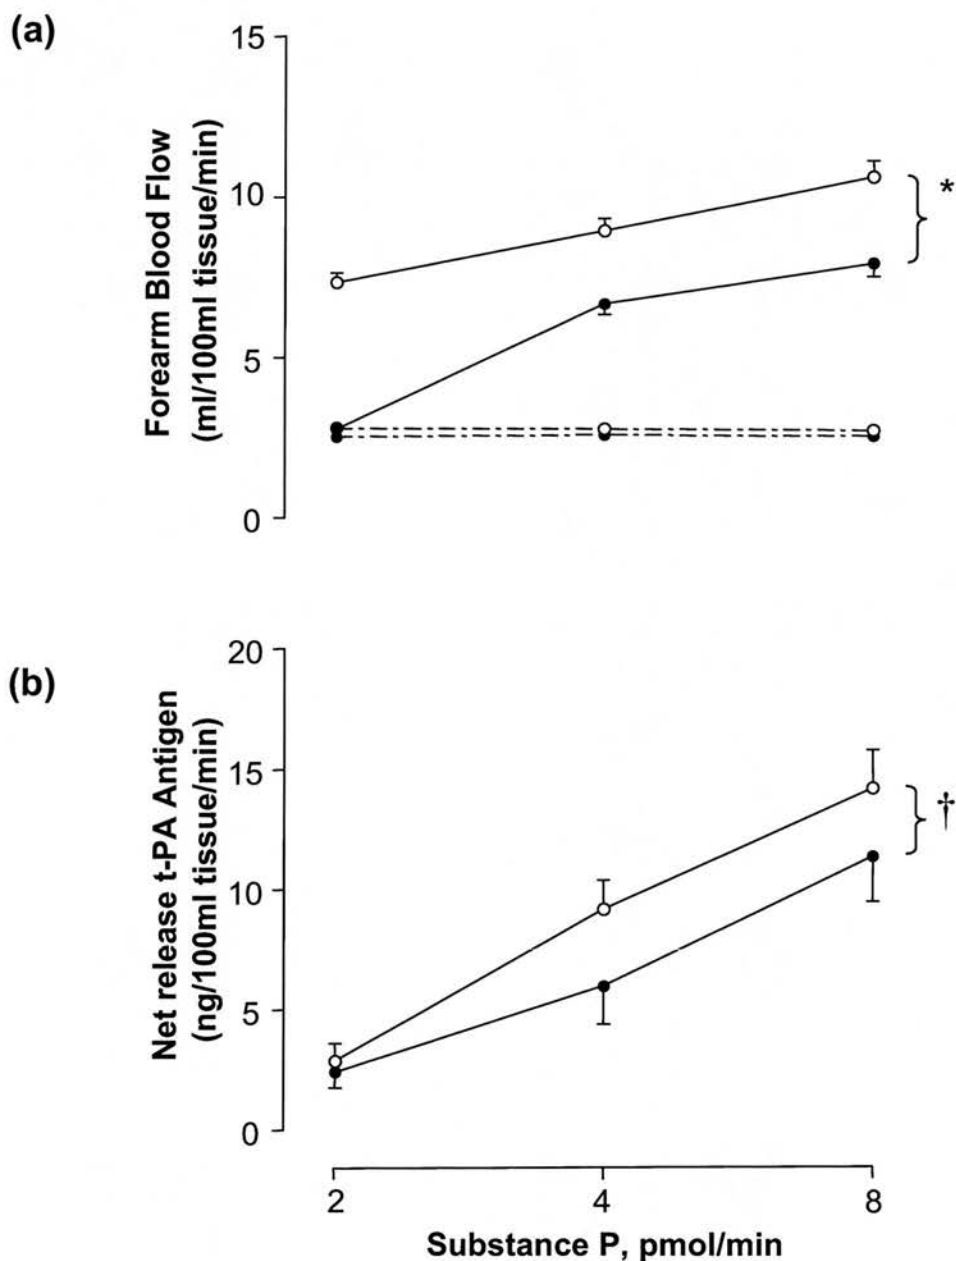 (a)
15
10
5
0
Forearm Blood Flow
(ml/100ml tissue/min)
*
(b)
20
15
10
5
0
Net release t-PA Antigen
(ng/100ml tissue/min)
†
2 4 8
Substance P, pmol/min